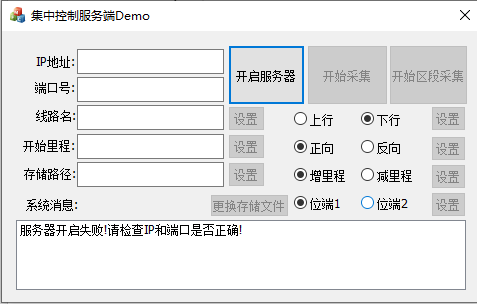 集中控制服务端Demo
IP地址:
开启服务器 开始采集 开始区段采集
端口号:
线路名: 设置 上行 下行 设置
开始里程: 设置 正向 反向 设置
存储路径: 设置 增里程 减里程 设置
系统消息: 更换存储文件 位端1 位端2 设置
服务器开启失败!请检查IP和端口是否正确!